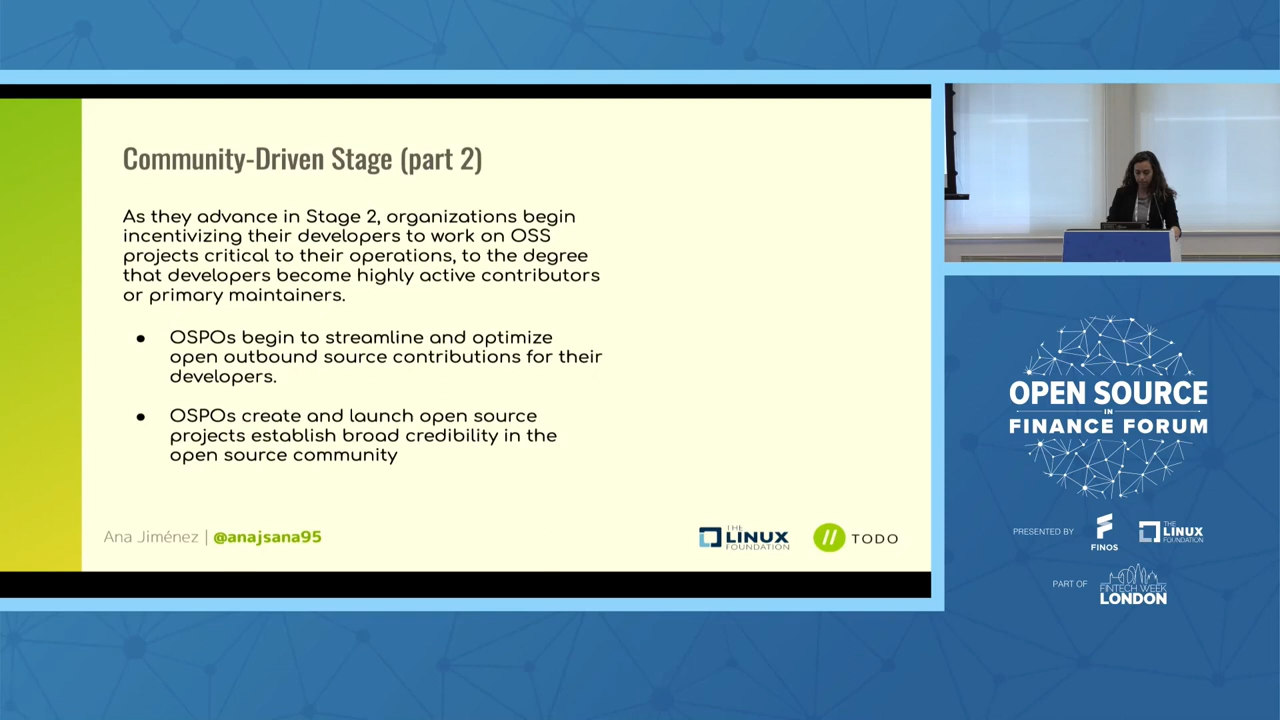 Community-Driven Stage (part 2)
As they advance in Stage 2, organizations begin
incentivizing their developers to work on OSS
projects critical to their operations, to the degree
that developers become highly active contributors
or primary maintainers.
● OSPOs begin to streamline and optimize
open outbound source contributions for their
developers.
● OSPOs create and launch open source
projects establish broad credibility in the
open source community
Ana Jiménez | @anajsana95
THE
LINUX
FOUNDATION
// TODO
OPEN SOURCE
IN
FINANCE FORUM
PRESENTED BY
FINOS
THE
LINUX
FOUNDATION
PART OF
FINTECH WEEK
LONDON